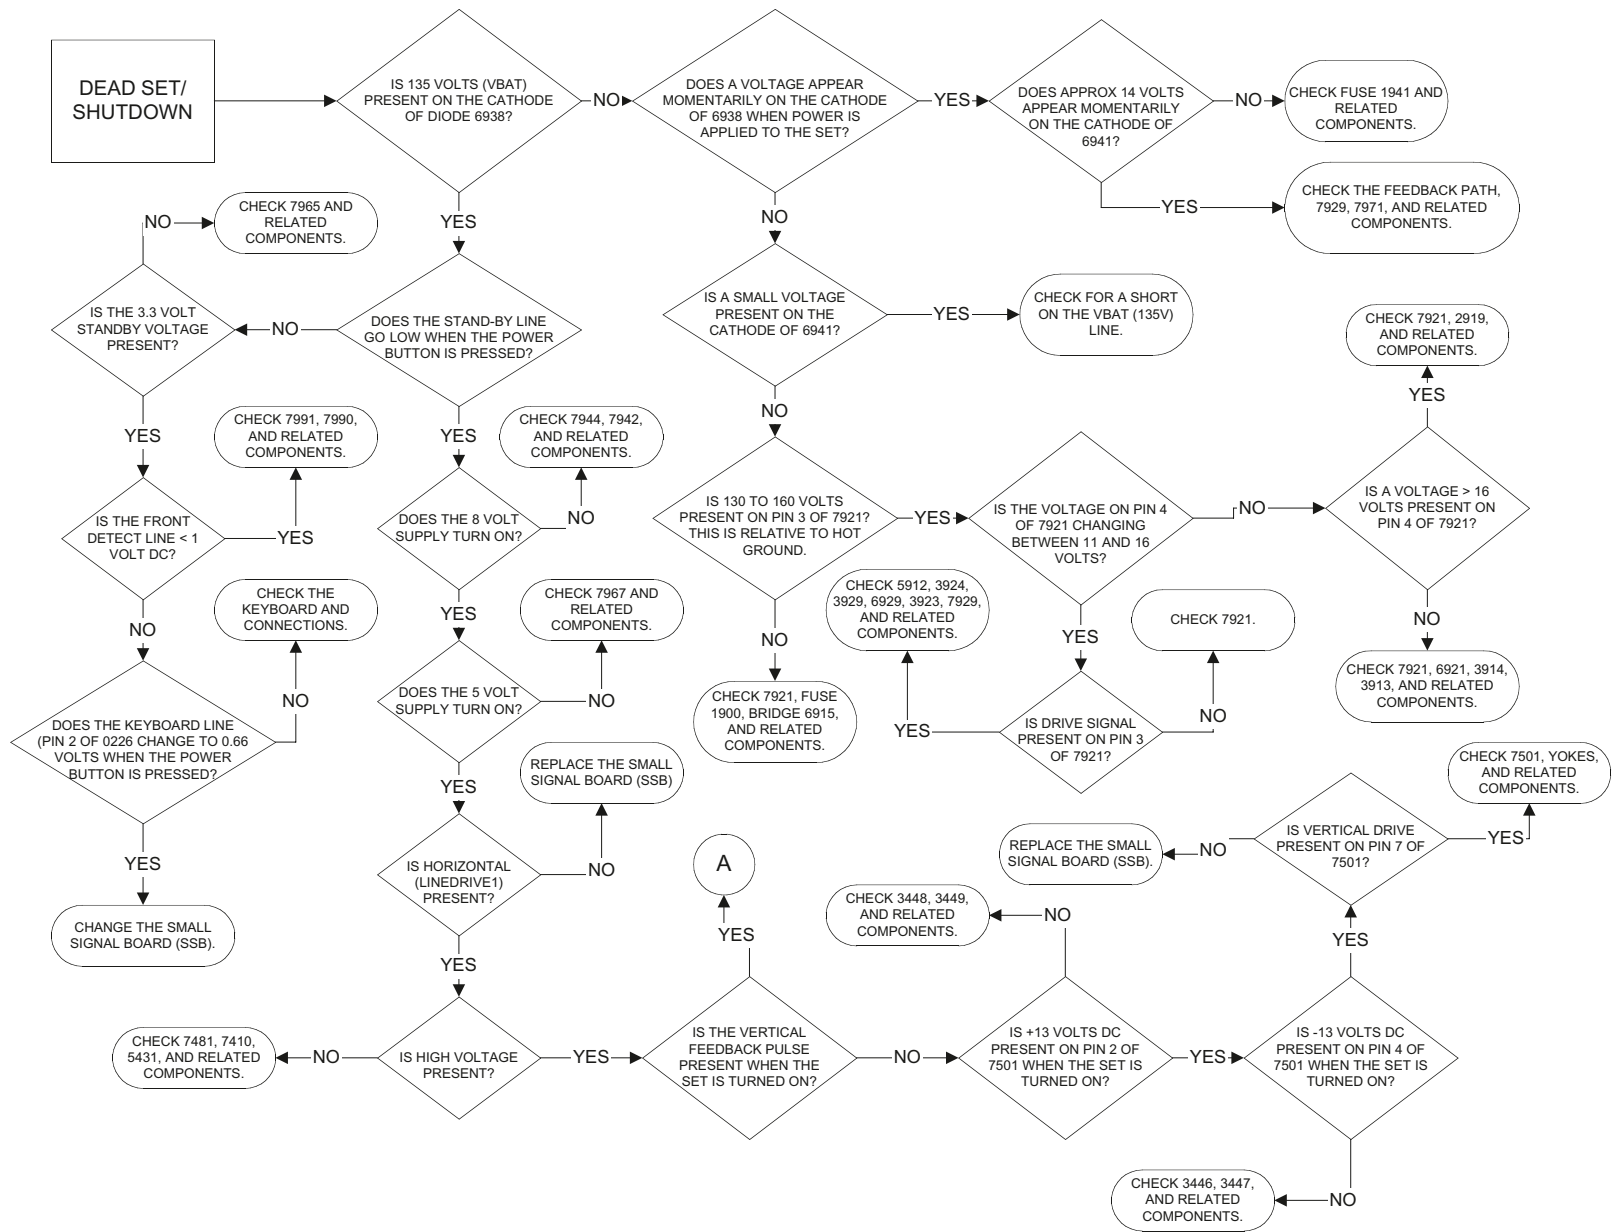 DEAD SET/
SHUTDOWN
IS 135 VOLTS (VBAT)
PRESENT ON THE CATHODE
OF DIODE 6938?
NO
DOES A VOLTAGE APPEAR
MOMENTARILY ON THE CATHODE
OF 6938 WHEN POWER IS
APPLIED TO THE SET?
YES
DOES APPROX 14 VOLTS
APPEAR MOMENTARILY
ON THE CATHODE OF
6941?
NO
CHECK FUSE 1941 AND
RELATED
COMPONENTS.
YES
CHECK THE FEEDBACK PATH,
7929, 7971, AND RELATED
COMPONENTS.
YES
NO
NO
CHECK 7965 AND
RELATED
COMPONENTS.
IS THE 3.3 VOLT
STANDBY VOLTAGE
PRESENT?
NO
DOES THE STAND-BY LINE
GO LOW WHEN THE POWER
BUTTON IS PRESSED?
IS A SMALL VOLTAGE
PRESENT ON THE
CATHODE OF 6941?
YES
CHECK FOR A SHORT
ON THE VBAT (135V)
LINE.
CHECK 7921, 2919,
AND RELATED
COMPONENTS.
YES
YES
CHECK 7991, 7990,
AND RELATED
COMPONENTS.
YES
CHECK 7944, 7942,
AND RELATED
COMPONENTS.
NO
IS THE FRONT
DETECT LINE < 1
VOLT DC?
YES
DOES THE 8 VOLT
SUPPLY TURN ON?
NO
IS 130 TO 160 VOLTS
PRESENT ON PIN 3 OF 7921?
THIS IS RELATIVE TO HOT
GROUND.
YES
IS THE VOLTAGE ON PIN 4
OF 7921 CHANGING
BETWEEN 11 AND 16
VOLTS?
NO
IS A VOLTAGE > 16
VOLTS PRESENT ON
PIN 4 OF 7921?
NO
CHECK THE
KEYBOARD AND
CONNECTIONS.
YES
CHECK 7967 AND
RELATED
COMPONENTS.
NO
CHECK 5912, 3924,
3929, 6929, 3923, 7929,
AND RELATED
COMPONENTS.
YES
CHECK 7921.
NO
DOES THE KEYBOARD LINE
(PIN 2 OF 0226 CHANGE TO 0.66
VOLTS WHEN THE POWER
BUTTON IS PRESSED?
NO
DOES THE 5 VOLT
SUPPLY TURN ON?
NO
CHECK 7921, FUSE
1900, BRIDGE 6915,
AND RELATED
COMPONENTS.
YES
IS DRIVE SIGNAL
PRESENT ON PIN 3
OF 7921?
NO
CHECK 7921, 6921, 3914,
3913, AND RELATED
COMPONENTS.
YES
REPLACE THE SMALL
SIGNAL BOARD (SSB)
CHECK 7501, YOKES,
AND RELATED
COMPONENTS.
YES
CHANGE THE SMALL
SIGNAL BOARD (SSB).
IS HORIZONTAL
(LINEDRIVE1)
PRESENT?
NO
A
YES
REPLACE THE SMALL
SIGNAL BOARD (SSB).
NO
IS VERTICAL DRIVE
PRESENT ON PIN 7 OF
7501?
YES
CHECK 3448, 3449,
AND RELATED
COMPONENTS.
NO
YES
YES
CHECK 7481, 7410,
5431, AND RELATED
COMPONENTS.
NO
IS HIGH VOLTAGE
PRESENT?
YES
IS THE VERTICAL
FEEDBACK PULSE
PRESENT WHEN THE
SET IS TURNED ON?
NO
IS +13 VOLTS DC
PRESENT ON PIN 2 OF
7501 WHEN THE SET IS
TURNED ON?
YES
IS -13 VOLTS DC
PRESENT ON PIN 4 OF
7501 WHEN THE SET IS
TURNED ON?
CHECK 3446, 3447,
AND RELATED
COMPONENTS.
NO